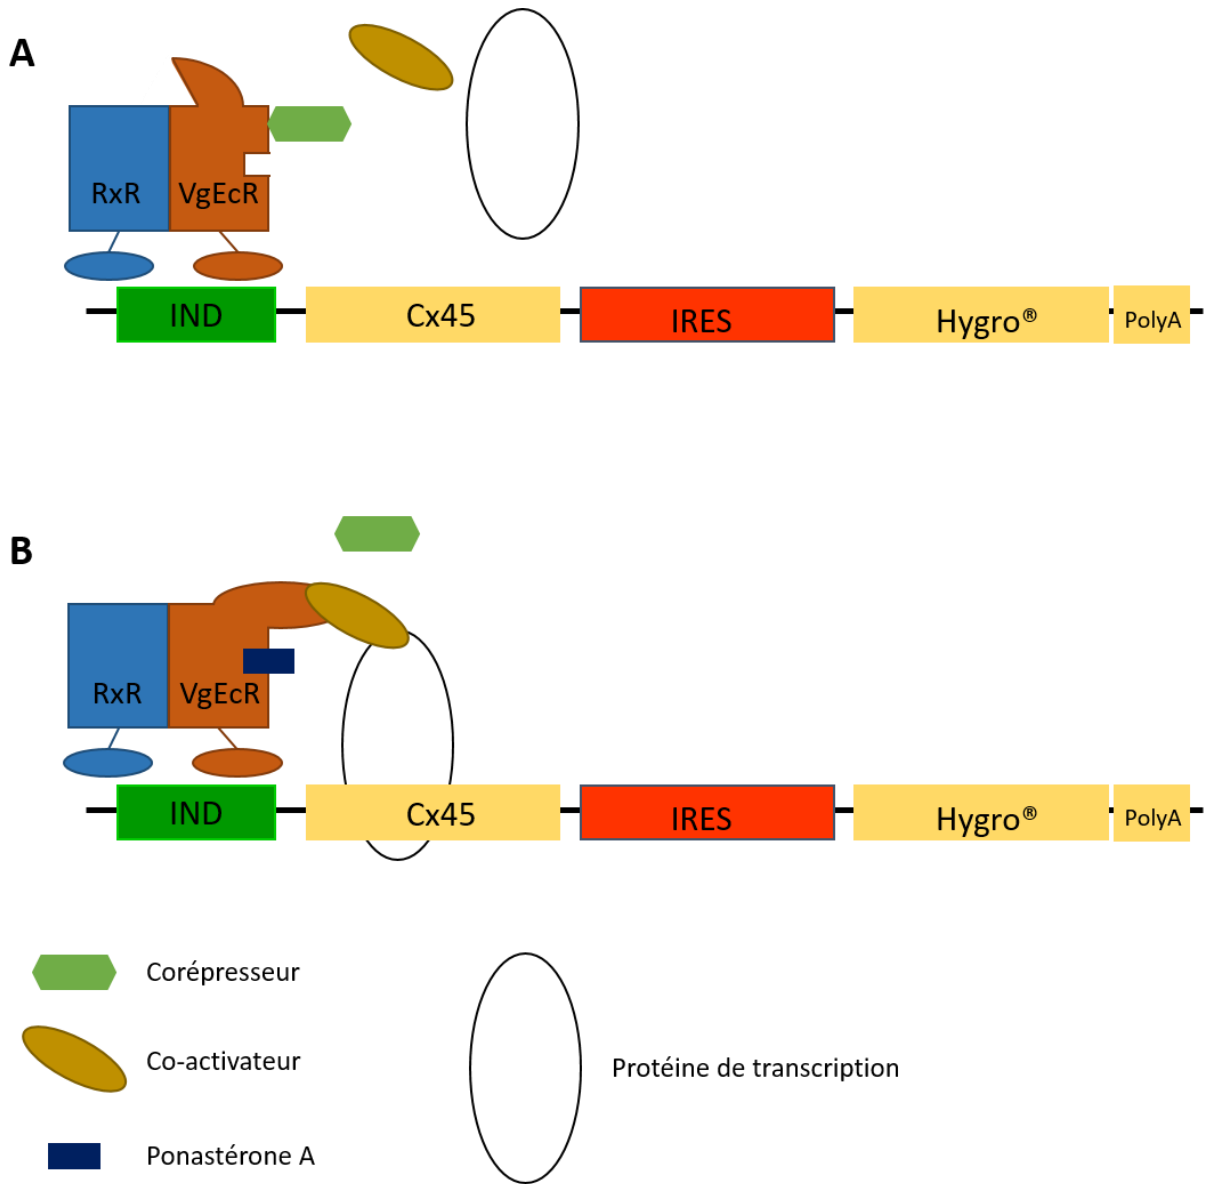 A
RxR VgEcR
IND Cx45 IRES Hygro® PolyA
B
RxR VgEcR
IND Cx45 IRES Hygro® PolyA
Corépresseur
Co-activateur
Protéine de transcription
Ponastérone A